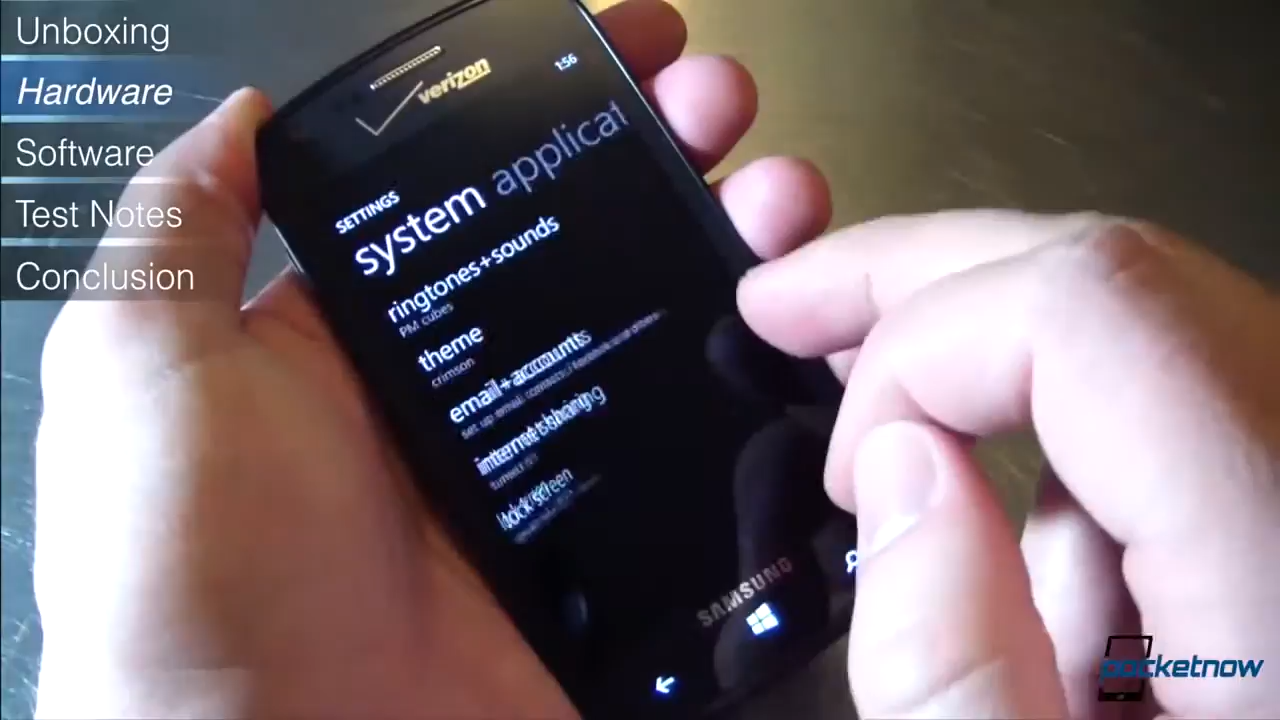 Unboxing
Hardware
Software
Test Notes
Conclusion
verizon
1:56
SETTINGS
system applicat
ringtones+sounds
PM cubes
theme
crimson
email+accounts
internet sharing
lock screen
SAMSUNG
pocketnow